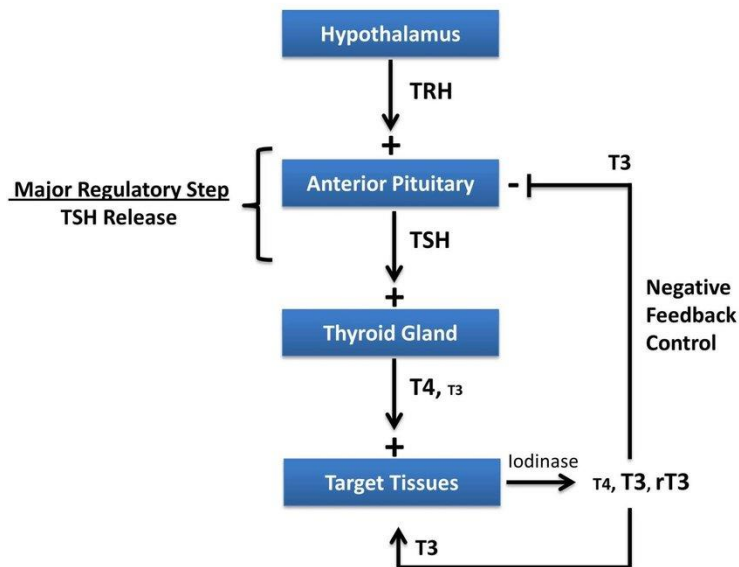 Hypothalamus
TRH
+
Anterior Pituitary
-
T3
Major Regulatory Step
TSH Release
TSH
+
Negative
Feedback
Control
Thyroid Gland
T4, T3
+
Target Tissues
Iodinase
T4, T3, rT3
T3